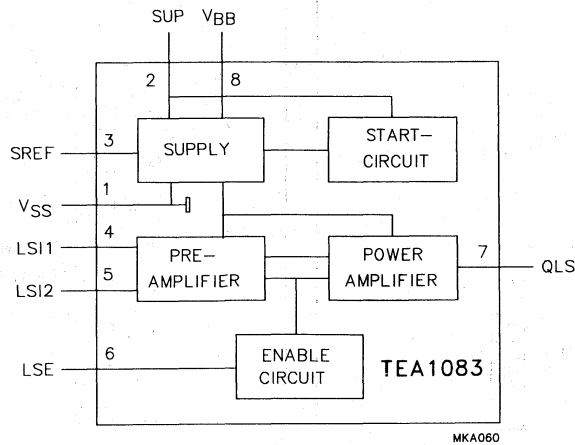 SUP VBB
2 8
SREF 3 SUPPLY START-
CIRCUIT
1
VSS
LSI1 4 PRE-
AMPLIFIER POWER
AMPLIFIER 7 QLS
LSI2 5
LSE 6 ENABLE
CIRCUIT TEA1083
MKA060